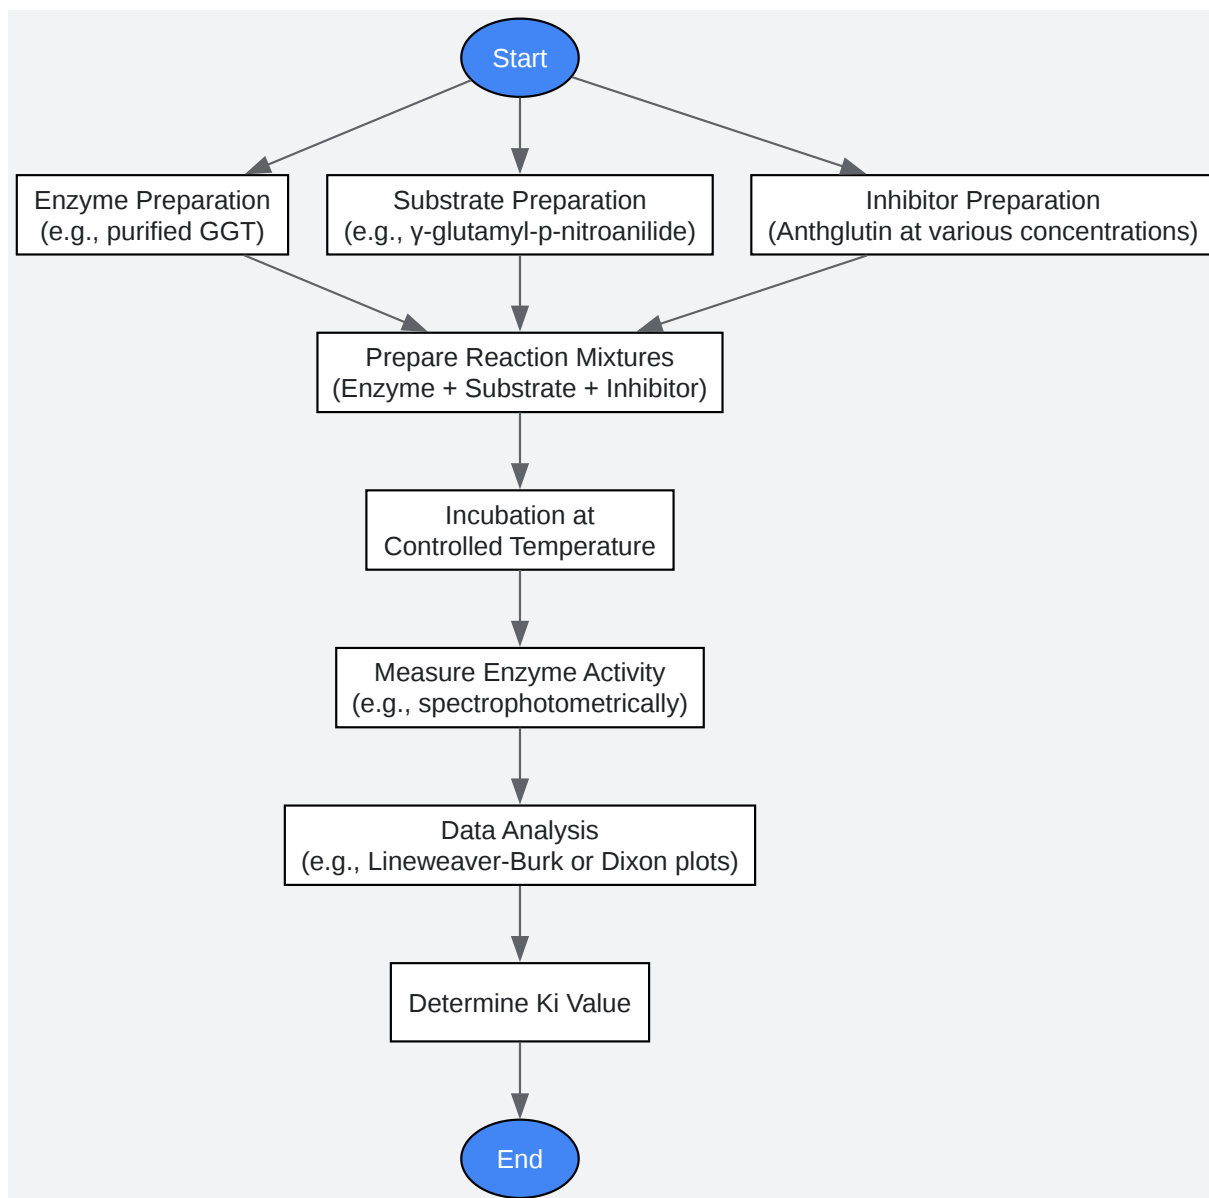 Start
Enzyme Preparation
(e.g., purified GGT)
Substrate Preparation
(e.g., γ-glutamyl-p-nitroanilide)
Inhibitor Preparation
(Anthglutin at various concentrations)
Prepare Reaction Mixtures
(Enzyme + Substrate + Inhibitor)
Incubation at
Controlled Temperature
Measure Enzyme Activity
(e.g., spectrophotometrically)
Data Analysis
(e.g., Lineweaver-Burk or Dixon plots)
Determine Ki Value
End